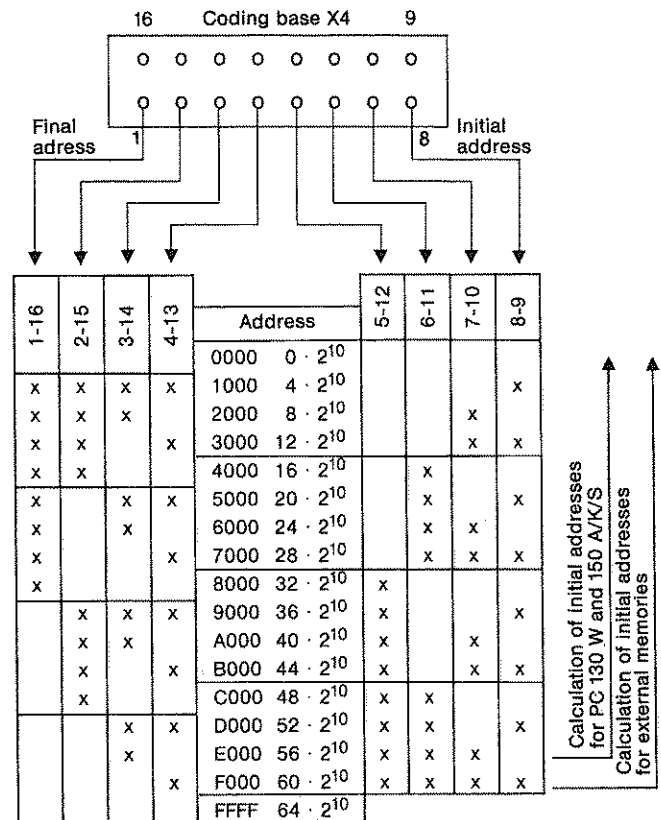 16 Coding base X4 9
Final Initial
adress 1 8 address
1-16 2-15 3-14 4-13 Address 5-12 6-11 7-10 8-9
0000 0 · 2¹⁰
x x x x 1000 4 · 2¹⁰ x
x x x 2000 8 · 2¹⁰ x
x x x 3000 12 · 2¹⁰ x x
x x 4000 16 · 2¹⁰ x
x x x 5000 20 · 2¹⁰ x x
x x 6000 24 · 2¹⁰ x x
x x 7000 28 · 2¹⁰ x x x
x 8000 32 · 2¹⁰ x
x x x 9000 36 · 2¹⁰ x x
x x A000 40 · 2¹⁰ x x
x x B000 44 · 2¹⁰ x x x
x C000 48 · 2¹⁰ x x
x x D000 52 · 2¹⁰ x x x
x E000 56 · 2¹⁰ x x x
x F000 60 · 2¹⁰ x x x x
FFFF 64 · 2¹⁰
Calculation of initial addresses
for PC 130 W and 150 A/K/S
Calculation of initial addresses
for external memories